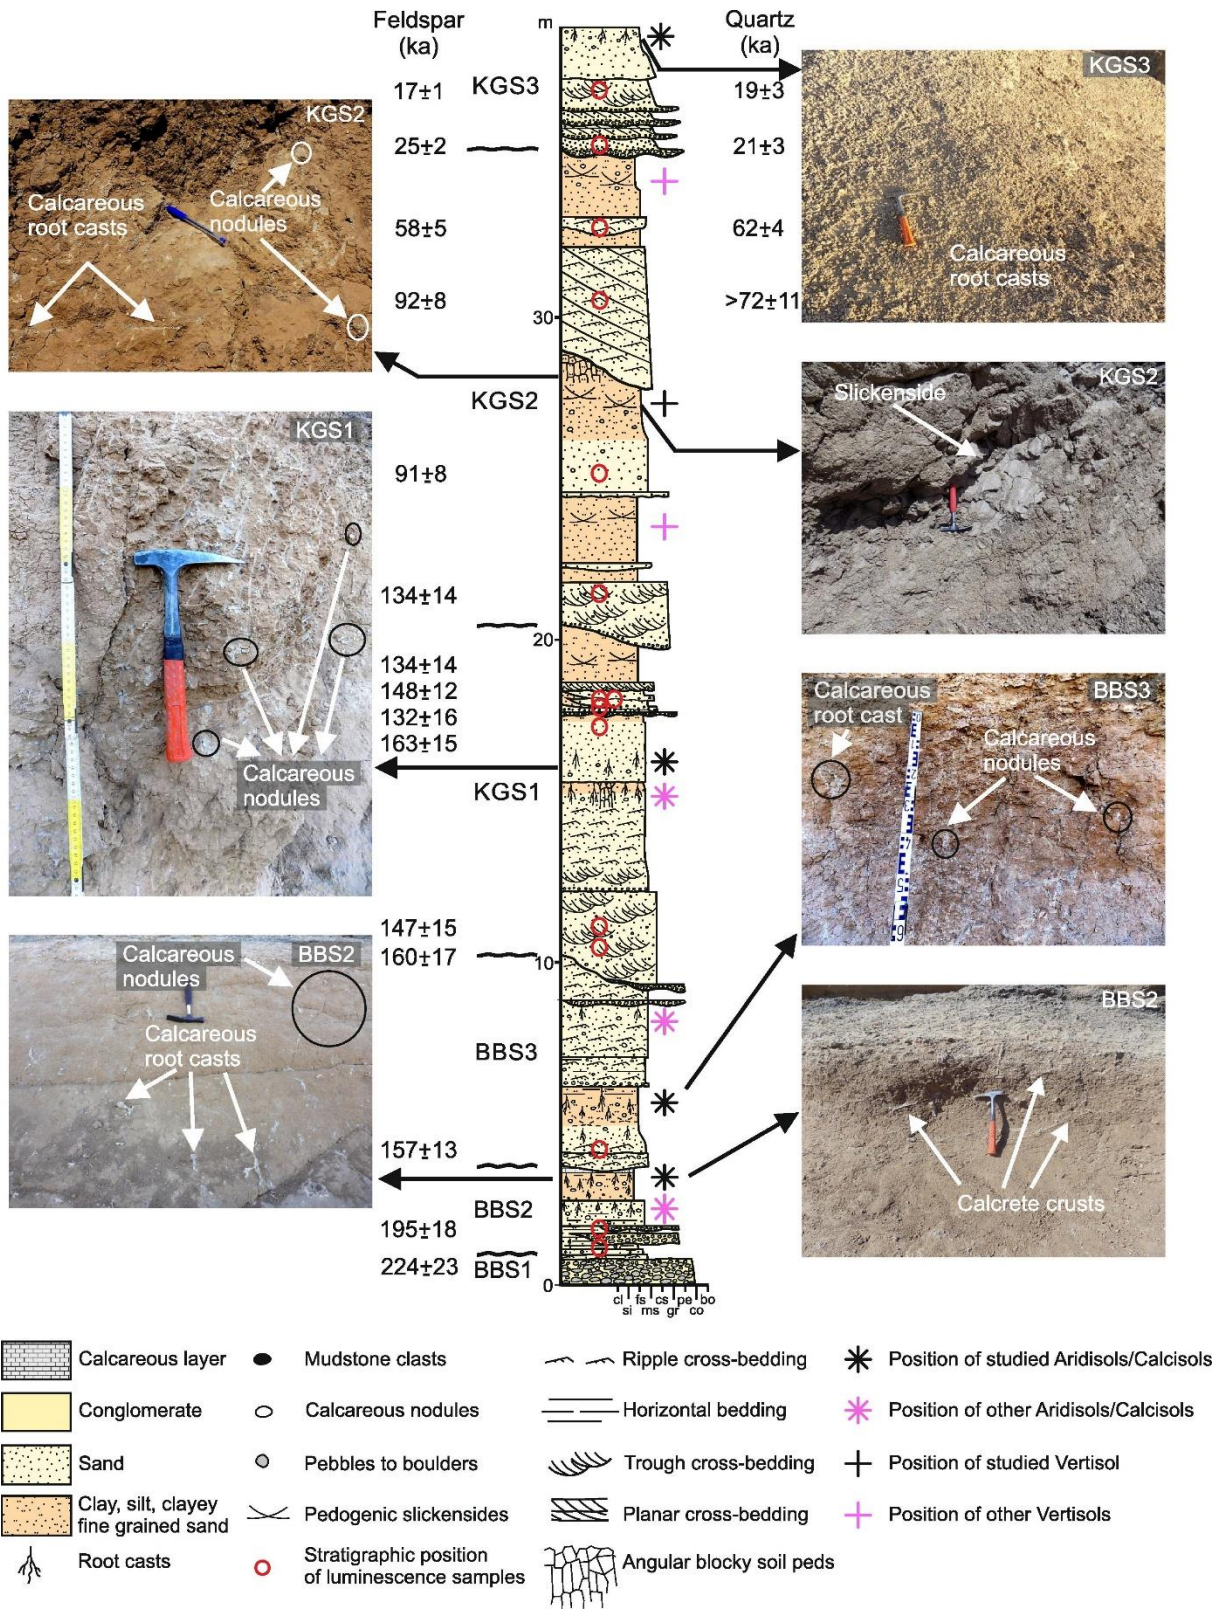 Feldspar
(ka)
m
Quartz
(ka)
KGS3
17±1
19±3
25±2
21±3
58±5
62±4
92±8
>72±11
30
KGS2
91±8
134±14
20
134±14
148±12
132±16
163±15
KGS1
147±15
160±17
10
BBS3
157±13
BBS2
195±18
224±23
BBS1
0
cl
si
fs
ms
cs
gr
pe
co
bo
KGS2
Calcareous
root casts
Calcareous
nodules
KGS1
Calcareous
nodules
BBS2
Calcareous
nodules
Calcareous
root casts
KGS3
Calcareous
root casts
KGS2
Slickenside
BBS3
Calcareous
root cast
Calcareous
nodules
BBS2
Calcrete crusts
Calcareous layer
Mudstone clasts
Ripple cross-bedding
Position of studied Aridisols/Calcisols
Conglomerate
Calcareous nodules
Horizontal bedding
Position of other Aridisols/Calcisols
Sand
Pebbles to boulders
Trough cross-bedding
Position of studied Vertisol
Clay, silt, clayey
fine grained sand
Pedogenic slickensides
Planar cross-bedding
Position of other Vertisols
Root casts
Stratigraphic position
of luminescence samples
Angular blocky soil peds